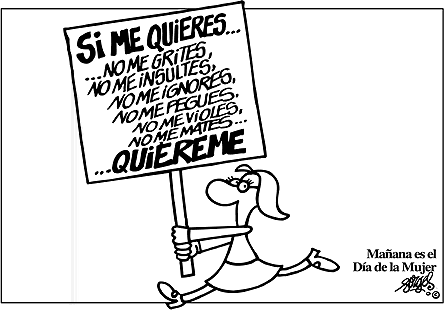 Si ME QUIERES...
...NO ME GRITES,
NO ME INSULTES,
NO ME IGNORES,
NO ME PEGUES,
NO ME VIOLES,
NO ME MATES...
...QUIEREME
Mañana es el
Día de la Mujer
©